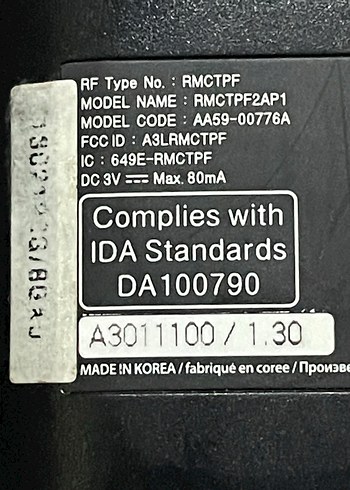 RF Type No. : RMCTPF
MODEL NAME : RMCTPF2AP1
MODEL CODE : AA59-00776A
FCC ID : A3LRMCTPF
IC : 649E-RMCTPF
DC 3V ⎓ Max. 80mA
Complies with
IDA Standards
DA100790
A3011100 / 1.30
MADE IN KOREA / fabriqué en coree / Произве